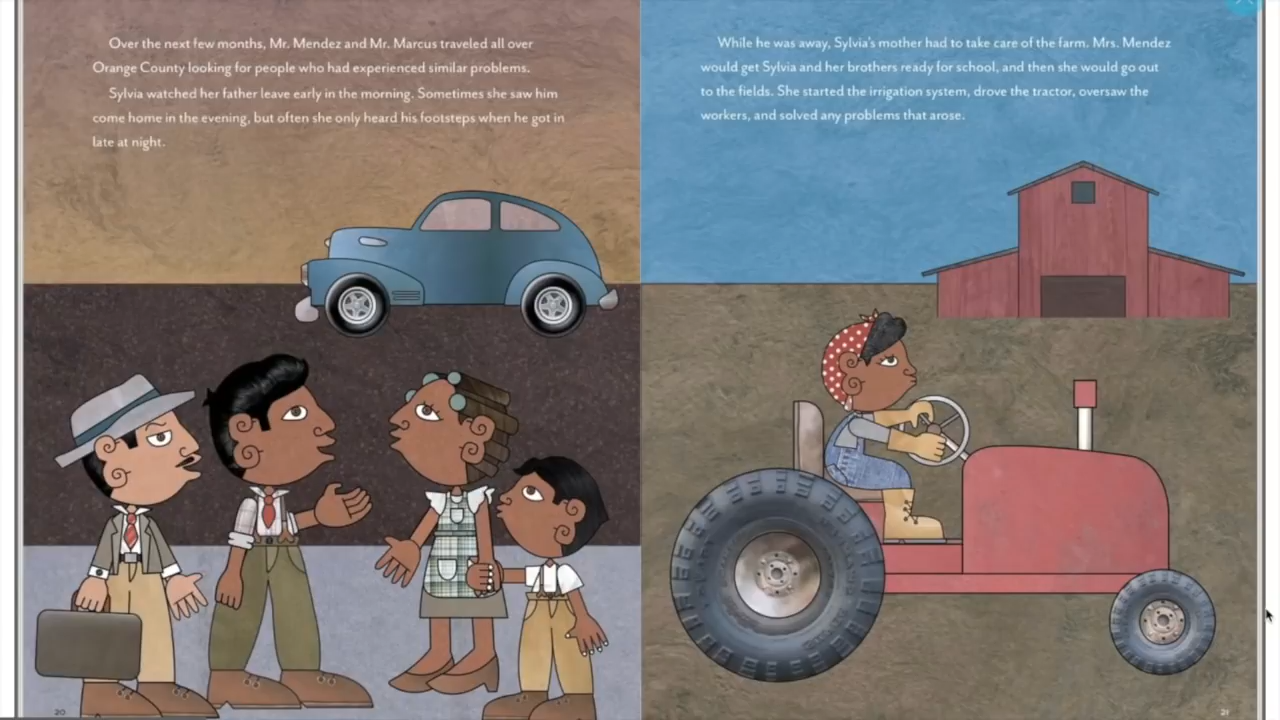 Over the next few months, Mr. Mendez and Mr. Marcus traveled all over
Orange County looking for people who had experienced similar problems.
Sylvia watched her father leave early in the morning. Sometimes she saw him
come home in the evening, but often she only heard his footsteps when he got in
late at night.
While he was away, Sylvia's mother had to take care of the farm. Mrs. Mendez
would get Sylvia and her brothers ready for school, and then she would go out
to the fields. She started the irrigation system, drove the tractor, oversaw the
workers, and solved any problems that arose.
20
21